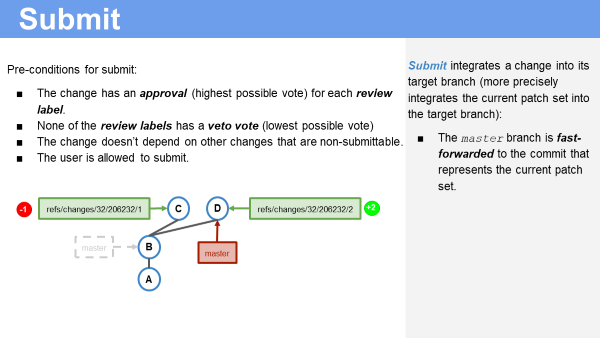 Submit
Pre-conditions for submit:
■ The change has an approval (highest possible vote) for each review
label.
■ None of the review labels has a veto vote (lowest possible vote)
■ The change doesn't depend on other changes that are non-submittable.
■ The user is allowed to submit.
-1
refs/changes/32/206232/1
C
D
refs/changes/32/206232/2
+2
master
B
master
A
Submit integrates a change into its
target branch (more precisely
integrates the current patch set into
the target branch):
■ The master branch is fast-
forwarded to the commit that
represents the current patch
set.